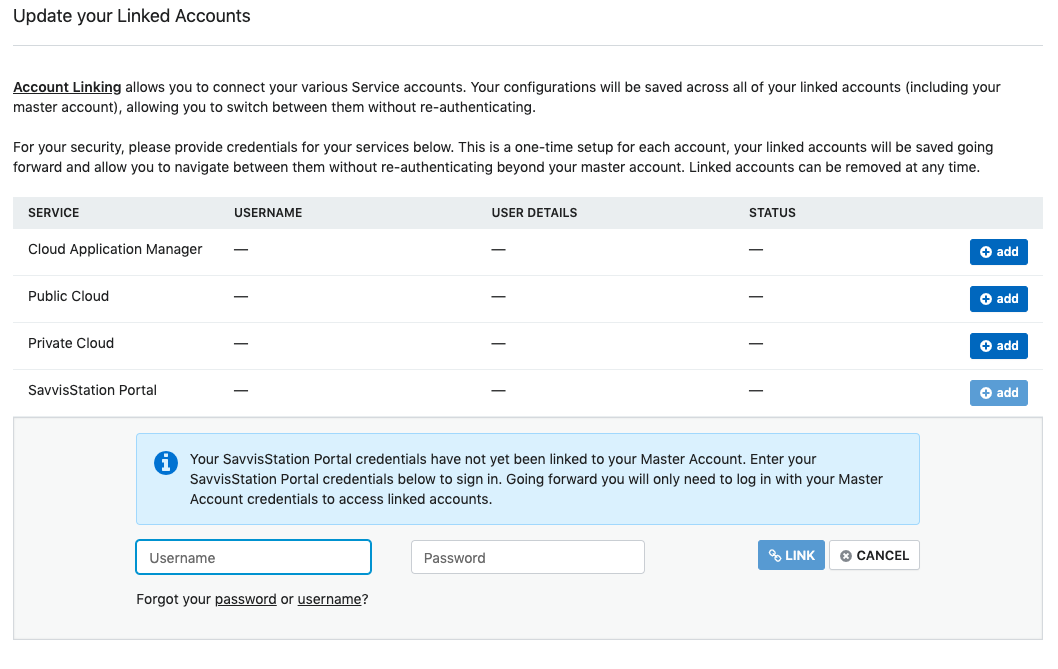 Update your Linked Accounts
Account Linking allows you to connect your various Service accounts. Your configurations will be saved across all of your linked accounts (including your
master account), allowing you to switch between them without re-authenticating.
For your security, please provide credentials for your services below. This is a one-time setup for each account, your linked accounts will be saved going
forward and allow you to navigate between them without re-authenticating beyond your master account. Linked accounts can be removed at any time.
SERVICE USERNAME USER DETAILS STATUS
Cloud Application Manager — — — add
Public Cloud — — — add
Private Cloud — — — add
SavvisStation Portal — — — add
Your SavvisStation Portal credentials have not yet been linked to your Master Account. Enter your
SavvisStation Portal credentials below to sign in. Going forward you will only need to log in with your Master
Account credentials to access linked accounts.
Username Password LINK CANCEL
Forgot your password or username?